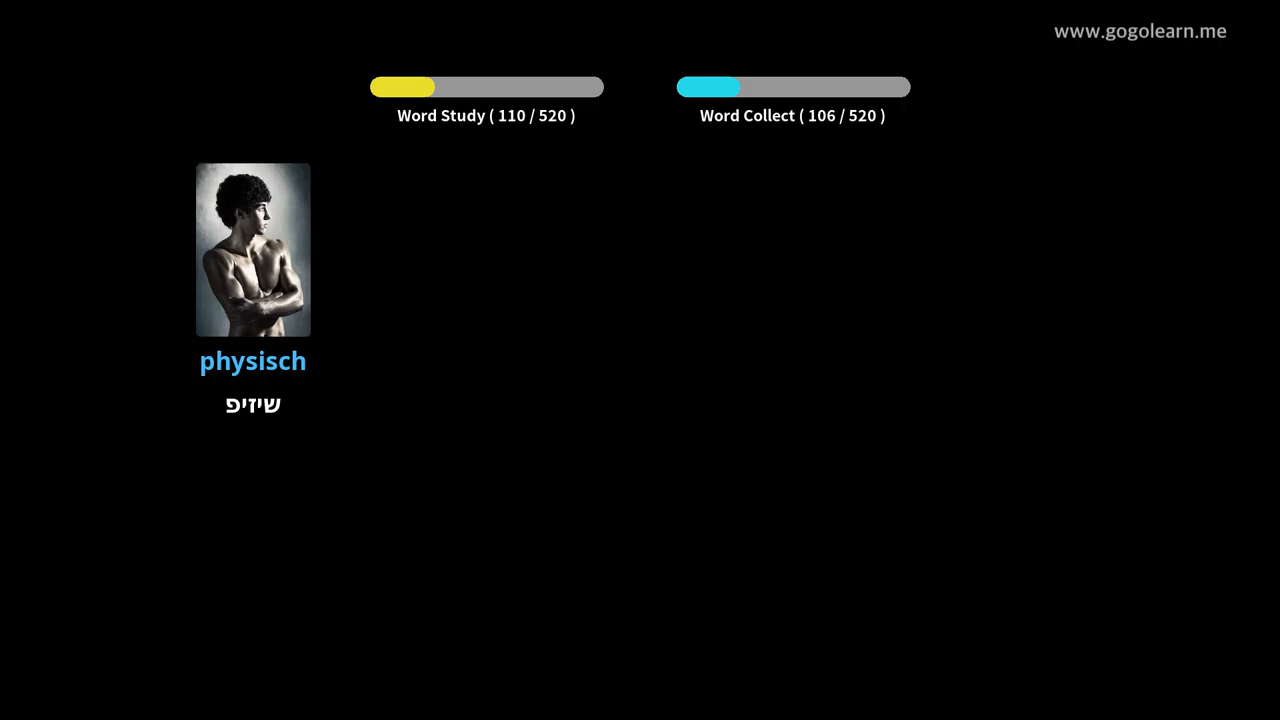 www.gogolearn.me
Word Study ( 110 / 520 )
Word Collect ( 106 / 520 )
physisch
שיזיפ